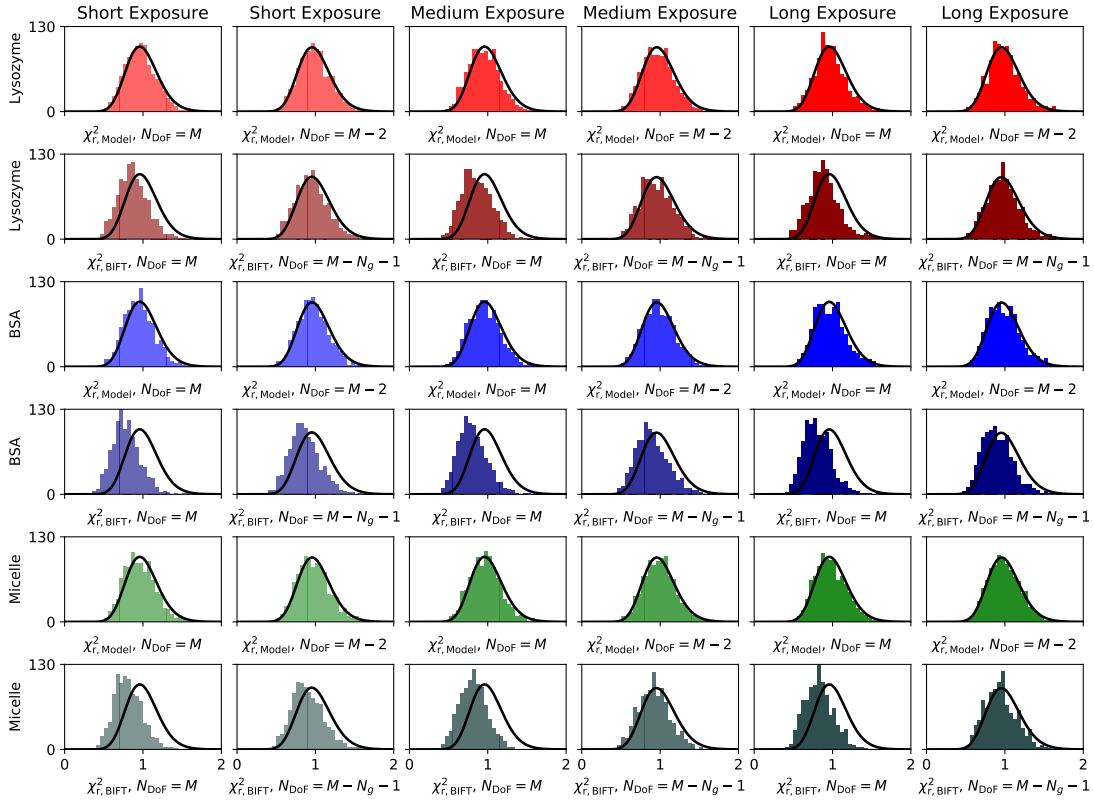 Short Exposure Short Exposure Medium Exposure Medium Exposure Long Exposure Long Exposure
130
Lysozyme
0
χ²r,Model, NDoF = M χ²r,Model, NDoF = M − 2 χ²r,Model, NDoF = M χ²r,Model, NDoF = M − 2 χ²r,Model, NDoF = M χ²r,Model, NDoF = M − 2
130
Lysozyme
0
χ²r,BIFT, NDoF = M χ²r,BIFT, NDoF = M − Ng − 1 χ²r,BIFT, NDoF = M χ²r,BIFT, NDoF = M − Ng − 1 χ²r,BIFT, NDoF = M χ²r,BIFT, NDoF = M − Ng − 1
130
BSA
0
χ²r,Model, NDoF = M χ²r,Model, NDoF = M − 2 χ²r,Model, NDoF = M χ²r,Model, NDoF = M − 2 χ²r,Model, NDoF = M χ²r,Model, NDoF = M − 2
130
BSA
0
χ²r,BIFT, NDoF = M χ²r,BIFT, NDoF = M − Ng − 1 χ²r,BIFT, NDoF = M χ²r,BIFT, NDoF = M − Ng − 1 χ²r,BIFT, NDoF = M χ²r,BIFT, NDoF = M − Ng − 1
130
Micelle
0
χ²r,Model, NDoF = M χ²r,Model, NDoF = M − 2 χ²r,Model, NDoF = M χ²r,Model, NDoF = M − 2 χ²r,Model, NDoF = M χ²r,Model, NDoF = M − 2
130
Micelle
0
0 1 2 1 2 1 2 1 2 1 2 1 2
χ²r,BIFT, NDoF = M χ²r,BIFT, NDoF = M − Ng − 1 χ²r,BIFT, NDoF = M χ²r,BIFT, NDoF = M − Ng − 1 χ²r,BIFT, NDoF = M χ²r,BIFT, NDoF = M − Ng − 1